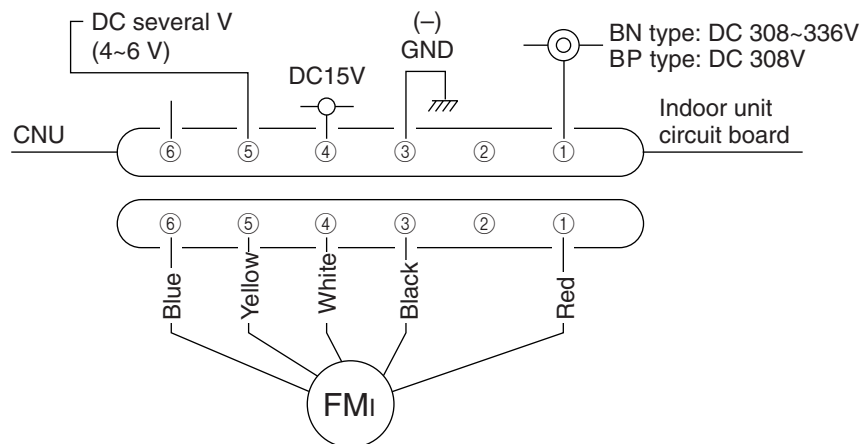 DC several V
(4~6 V)
DC15V
(–)
GND
BN type: DC 308~336V
BP type: DC 308V
CNU
Indoor unit
circuit board
⑥ ⑤ ④ ③ ② ①
⑥ ⑤ ④ ③ ② ①
Blue
Yellow
White
Black
Red
FMI